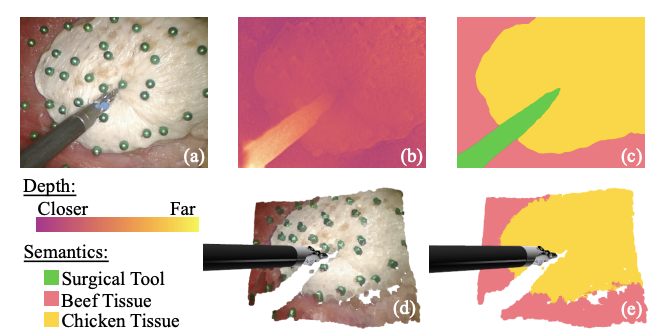 (a)
(b)
(c)
Depth:
Closer Far
Semantics:
Surgical Tool
Beef Tissue
Chicken Tissue
(d)
(e)